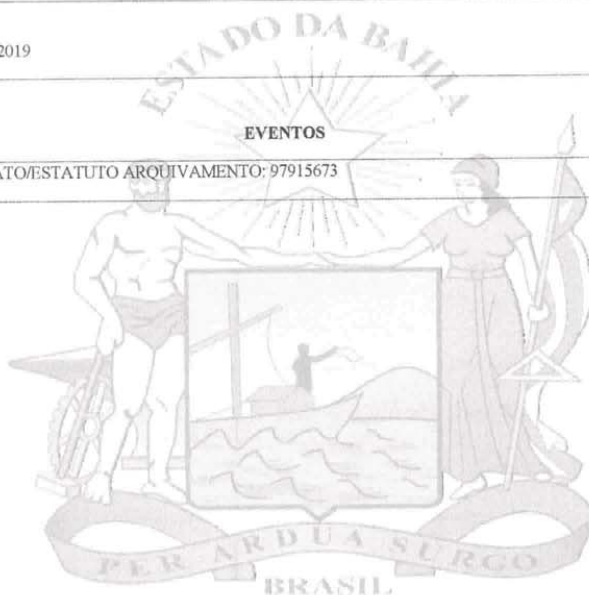 2019
ESTADO DA BAHIA
EVENTOS
ATO/ESTATUTO ARQUIVAMENTO: 97915673
PER ARDUA SURGO
BRASIL